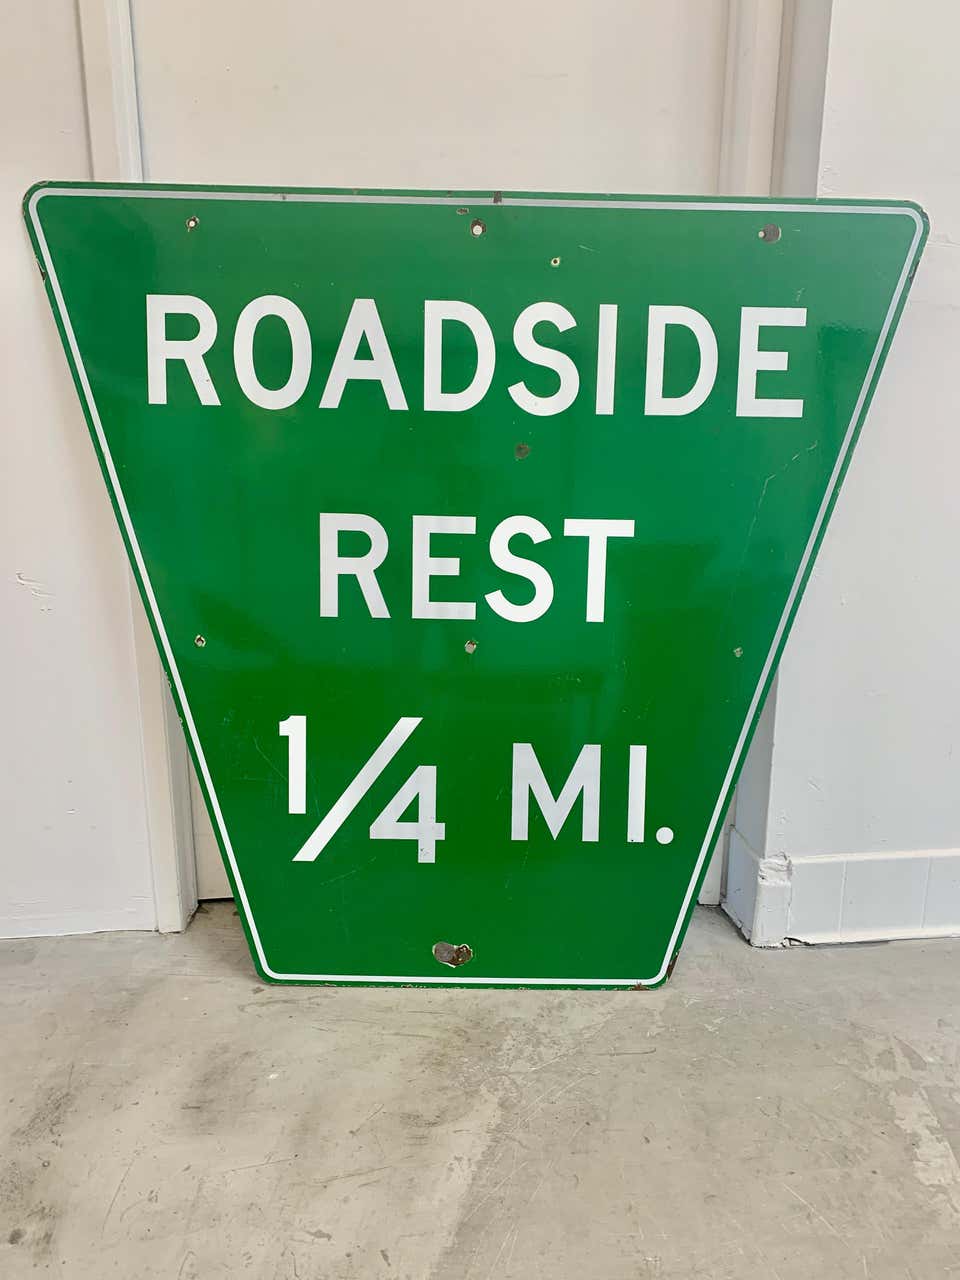 ROADSIDE
REST
1/4 MI.